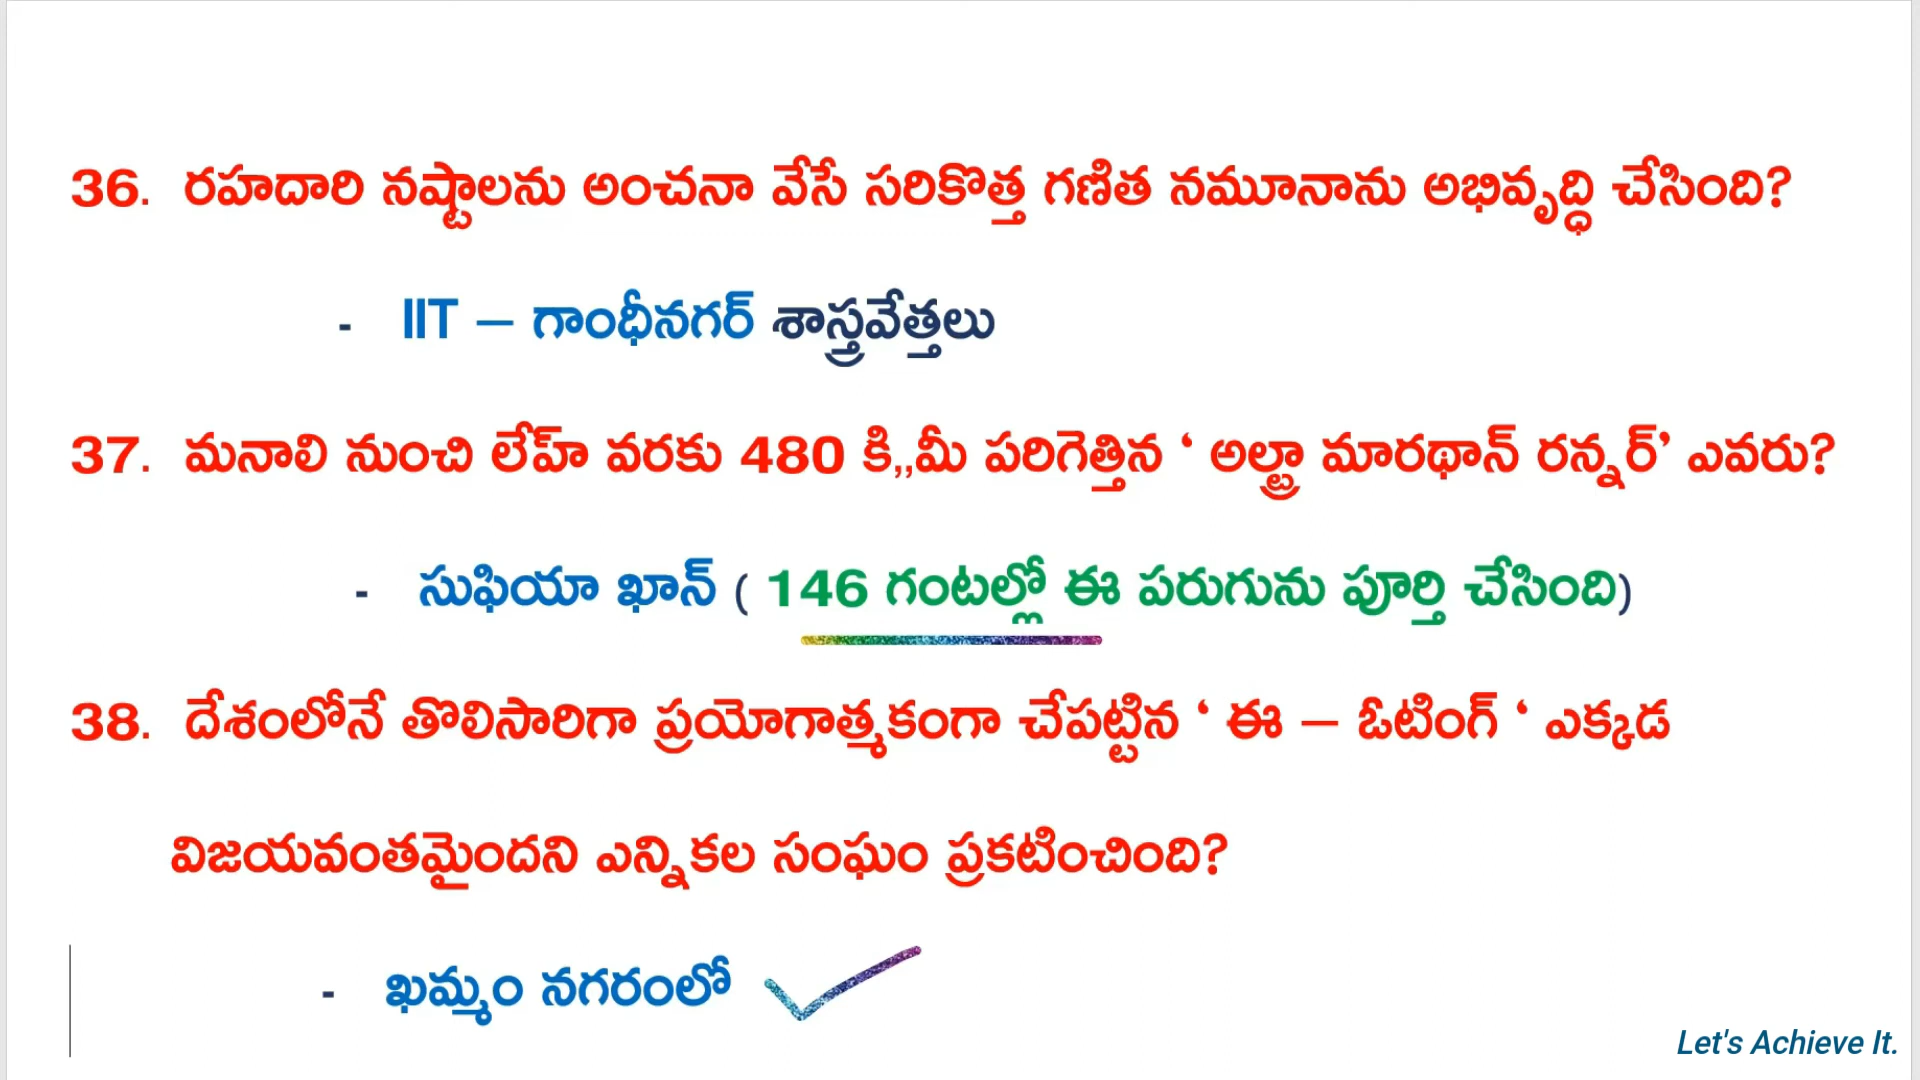 36. రహదారి నష్టాలను అంచనా వేసే సరికొత్త గణిత నమూనాను అభివృద్ధి చేసింది?
- IIT – గాంధీనగర్ శాస్త్రవేత్తలు
37. మనాలి నుంచి లేహ్ వరకు 480 కి,,మీ పరిగెత్తిన ‘ అల్ట్రా మారథాన్ రన్నర్’ ఎవరు?
- సుఫియా ఖాన్ ( 146 గంటల్లో ఈ పరుగును పూర్తి చేసింది)
38. దేశంలోనే తొలిసారిగా ప్రయోగాత్మకంగా చేపట్టిన ‘ ఈ – ఓటింగ్ ‘ ఎక్కడ
విజయవంతమైందని ఎన్నికల సంఘం ప్రకటించింది?
- ఖమ్మం నగరంలో
Let's Achieve It.